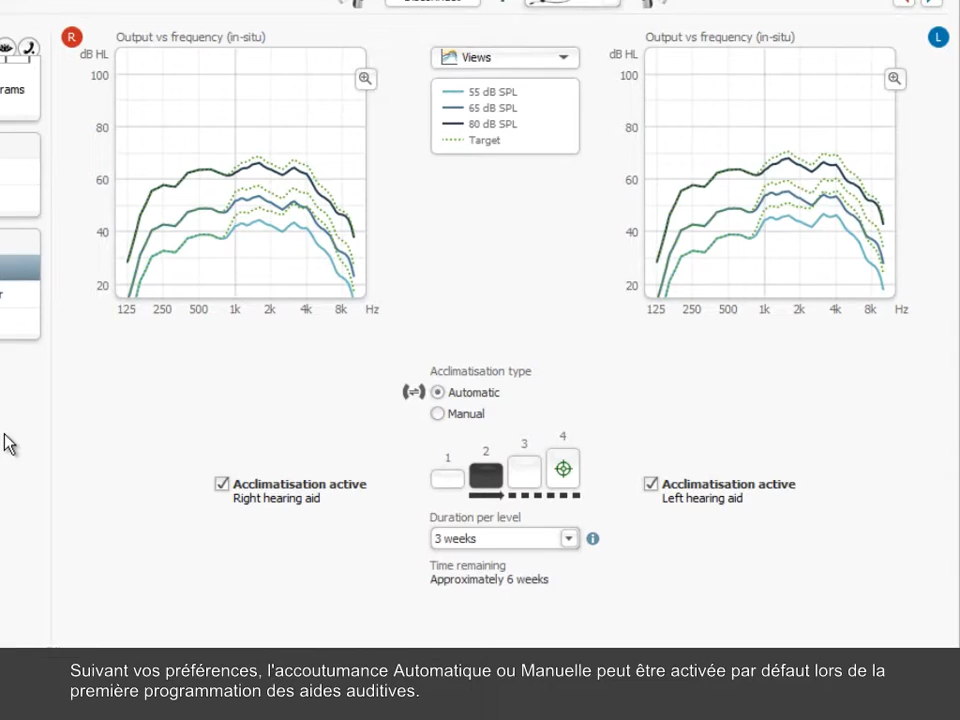 R
Output vs frequency (in-situ)
dB HL
100
80
60
40
20
125 250 500 1k 2k 4k 8k Hz
Views
55 dB SPL
65 dB SPL
80 dB SPL
Target
Output vs frequency (in-situ)
L
dB HL
100
80
60
40
20
125 250 500 1k 2k 4k 8k Hz
Acclimatisation type
Automatic
Manual
1 2 3 4
Acclimatisation active
Right hearing aid
Acclimatisation active
Left hearing aid
Duration per level
3 weeks
Time remaining
Approximately 6 weeks
Suivant vos préférences, l'accoutumance Automatique ou Manuelle peut être activée par défaut lors de la
première programmation des aides auditives.